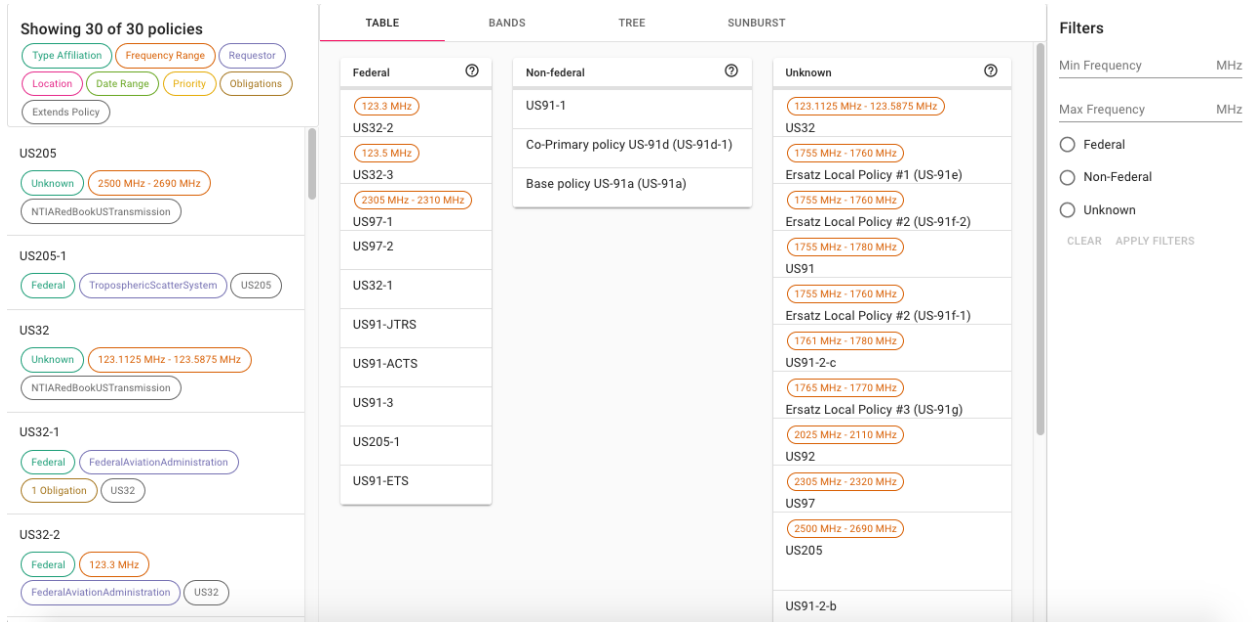 Showing 30 of 30 policies
Type Affiliation Frequency Range Requestor
Location Date Range Priority Obligations
Extends Policy
US205
Unknown 2500 MHz - 2690 MHz
NTIARedBookUSTransmission
US205-1
Federal TroposphericScatterSystem US205
US32
Unknown 123.1125 MHz - 123.5875 MHz
NTIARedBookUSTransmission
US32-1
Federal FederalAviationAdministration
1 Obligation US32
US32-2
Federal 123.3 MHz
FederalAviationAdministration US32
TABLE BANDS TREE SUNBURST
Federal
123.3 MHz
US32-2
123.5 MHz
US32-3
2305 MHz - 2310 MHz
US97-1
US97-2
US32-1
US91-JTRS
US91-ACTS
US91-3
US205-1
US91-ETS
Non-federal
US91-1
Co-Primary policy US-91d (US-91d-1)
Base policy US-91a (US-91a)
Unknown
123.1125 MHz - 123.5875 MHz
US32
1755 MHz - 1760 MHz
Ersatz Local Policy #1 (US-91e)
1755 MHz - 1760 MHz
Ersatz Local Policy #2 (US-91f-2)
1755 MHz - 1780 MHz
US91
1755 MHz - 1760 MHz
Ersatz Local Policy #2 (US-91f-1)
1761 MHz - 1780 MHz
US91-2-c
1765 MHz - 1770 MHz
Ersatz Local Policy #3 (US-91g)
2025 MHz - 2110 MHz
US92
2305 MHz - 2320 MHz
US97
2500 MHz - 2690 MHz
US205
US91-2-b
Filters
Min Frequency MHz
Max Frequency MHz
Federal
Non-Federal
Unknown
CLEAR APPLY FILTERS